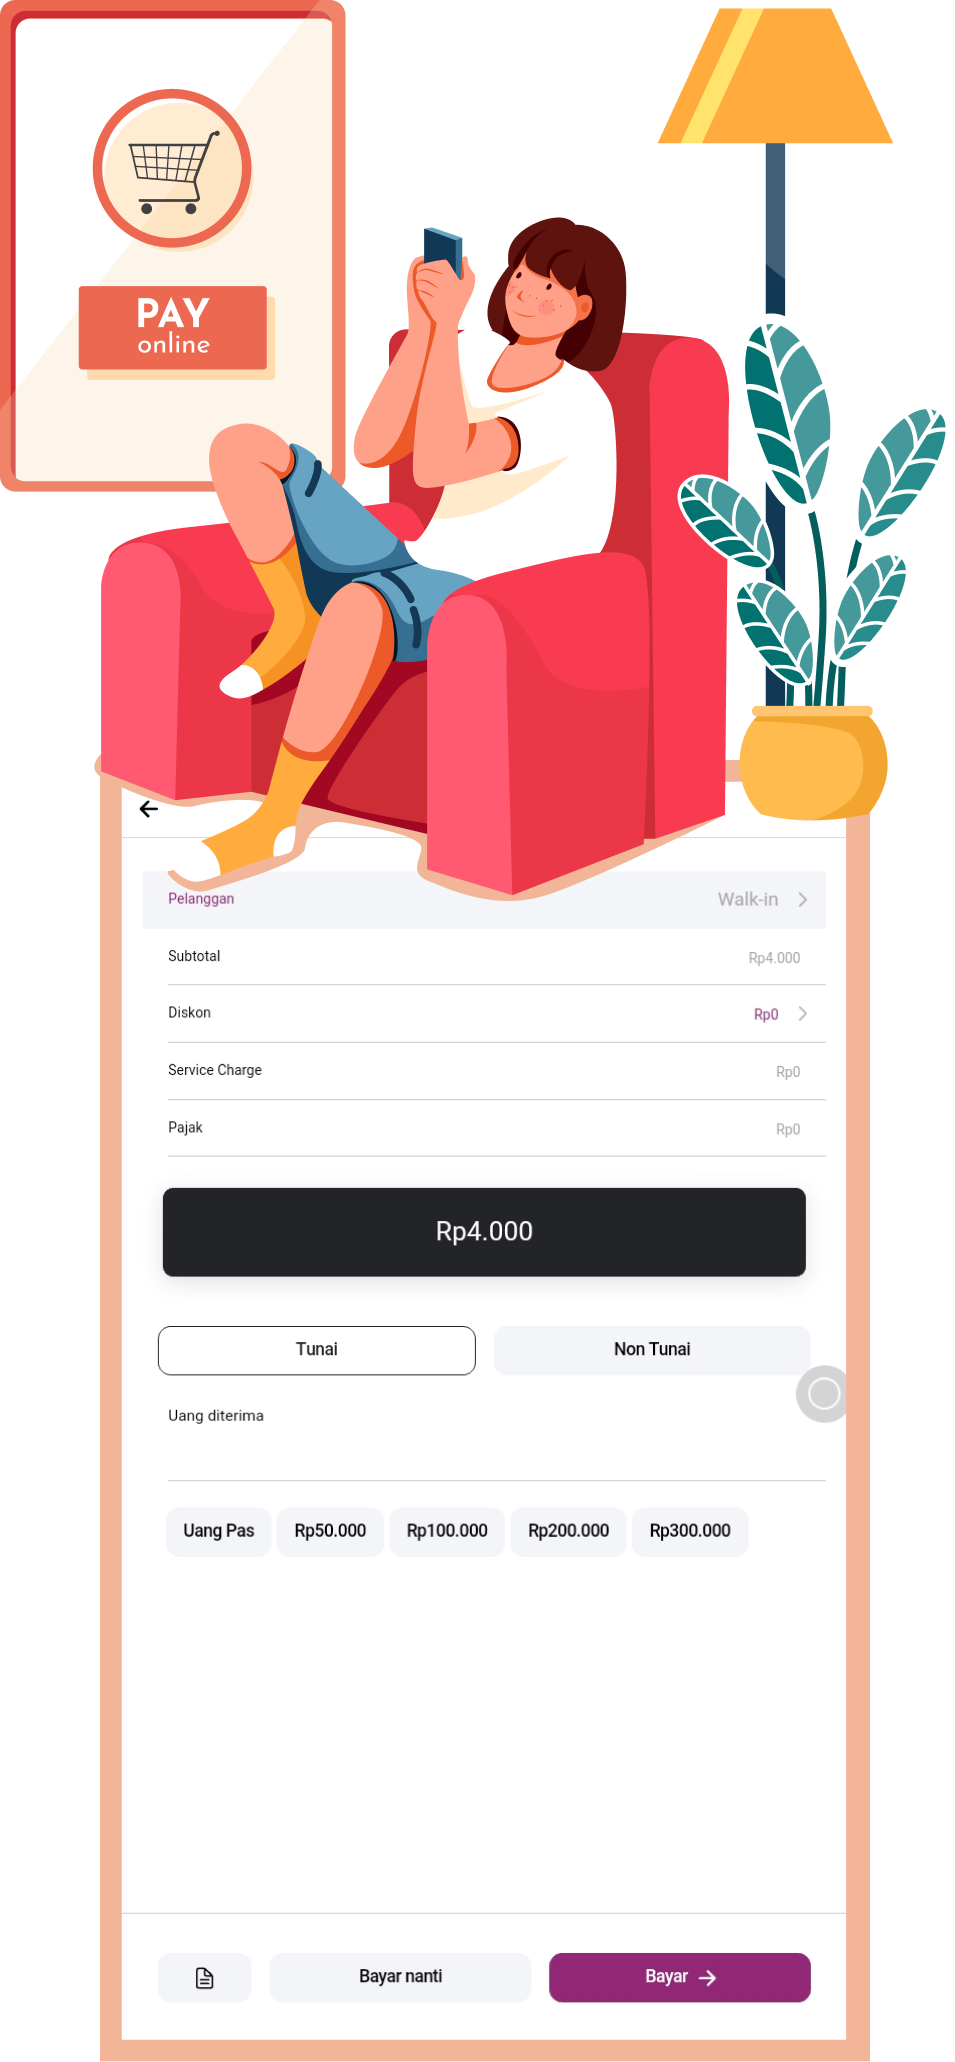 PAY
online
Pelanggan Walk-in
Subtotal Rp4.000
Diskon Rp0
Service Charge Rp0
Pajak Rp0
Rp4.000
Tunai Non Tunai
Uang diterima
Uang Pas Rp50.000 Rp100.000 Rp200.000 Rp300.000
Bayar nanti Bayar